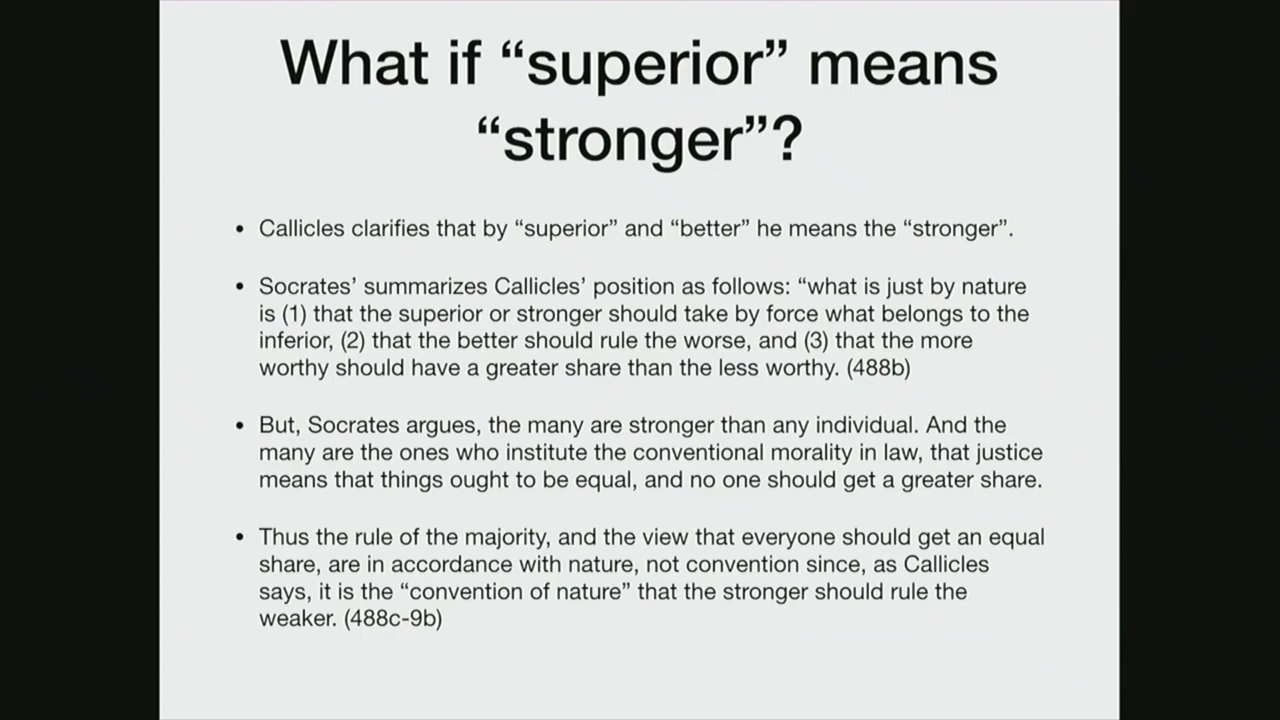 What if “superior” means
“stronger”?
• Callicles clarifies that by “superior” and “better” he means the “stronger”.
• Socrates’ summarizes Callicles’ position as follows: “what is just by nature
is (1) that the superior or stronger should take by force what belongs to the
inferior, (2) that the better should rule the worse, and (3) that the more
worthy should have a greater share than the less worthy. (488b)
• But, Socrates argues, the many are stronger than any individual. And the
many are the ones who institute the conventional morality in law, that justice
means that things ought to be equal, and no one should get a greater share.
• Thus the rule of the majority, and the view that everyone should get an equal
share, are in accordance with nature, not convention since, as Callicles
says, it is the “convention of nature” that the stronger should rule the
weaker. (488c-9b)